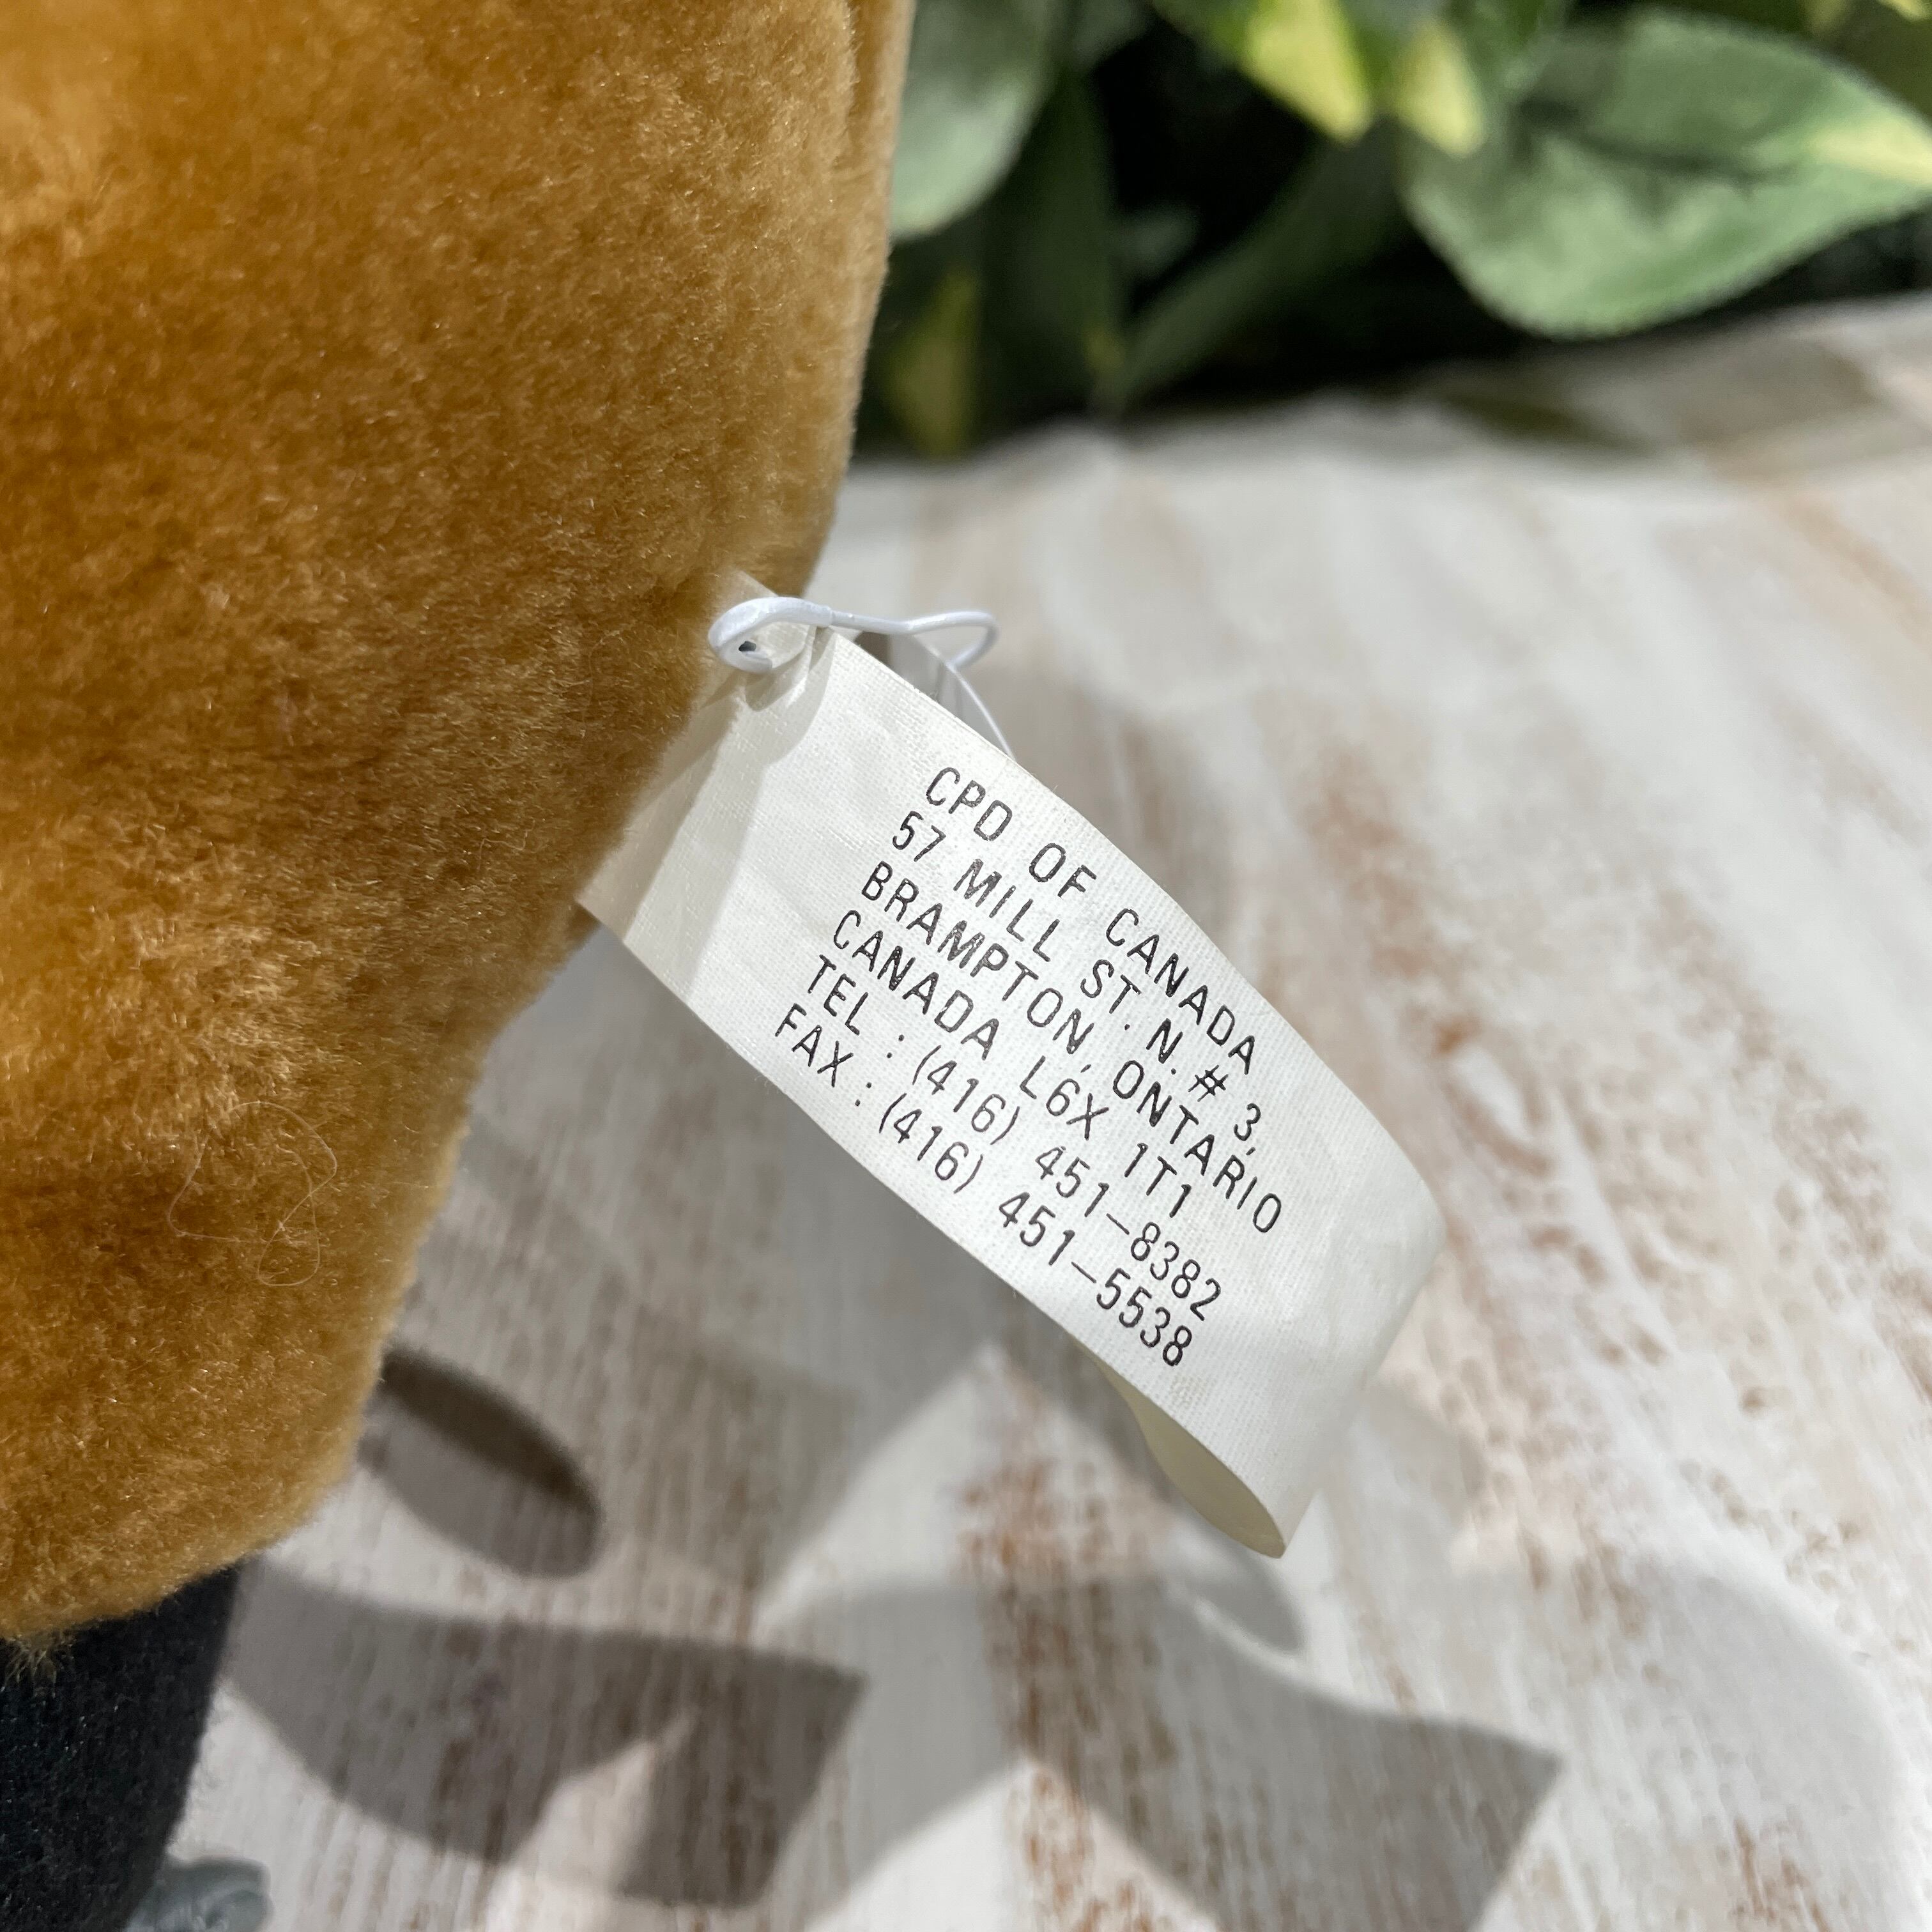 CPD OF CANADA
57 MILL ST. N. # 3,
BRAMPTON, ONTARIO
CANADA L6X 1T1
TEL : (416) 451-8382
FAX : (416) 451-5538